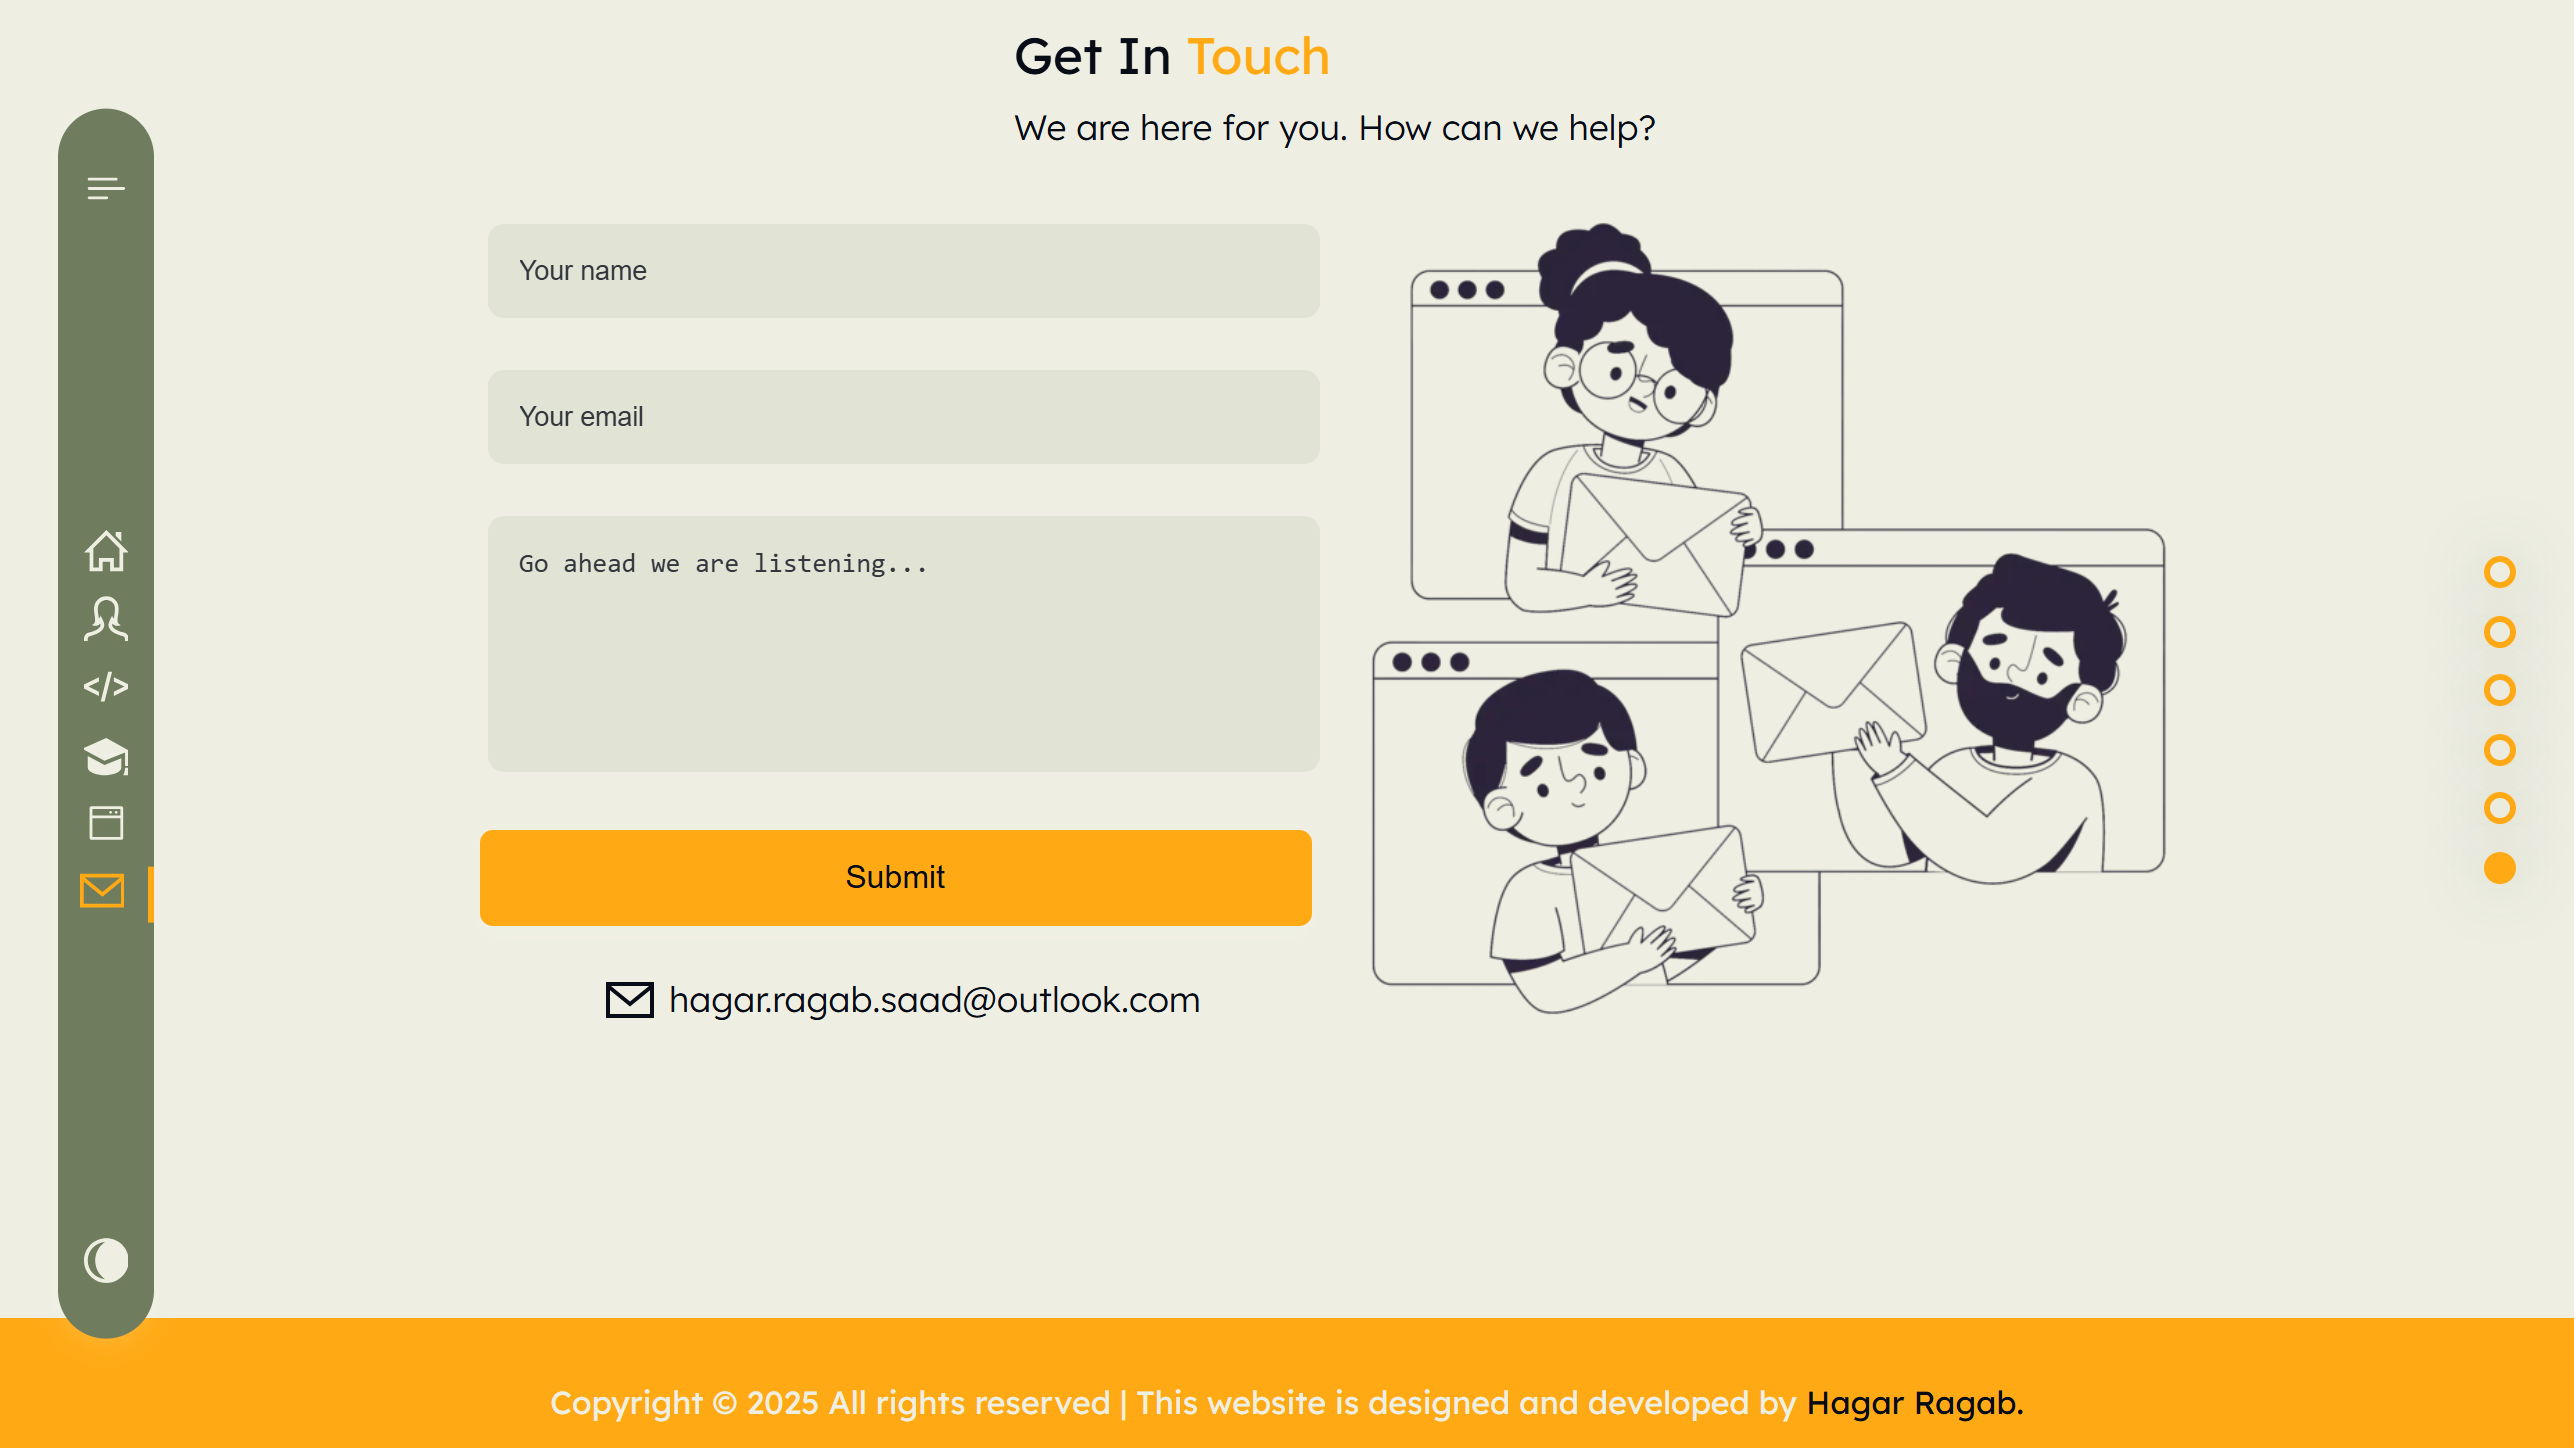 Get In Touch
We are here for you. How can we help?
Your name
Your email
Go ahead we are listening...
Submit
hagar.ragab.saad@outlook.com
Copyright © 2025 All rights reserved | This website is designed and developed by Hagar Ragab.